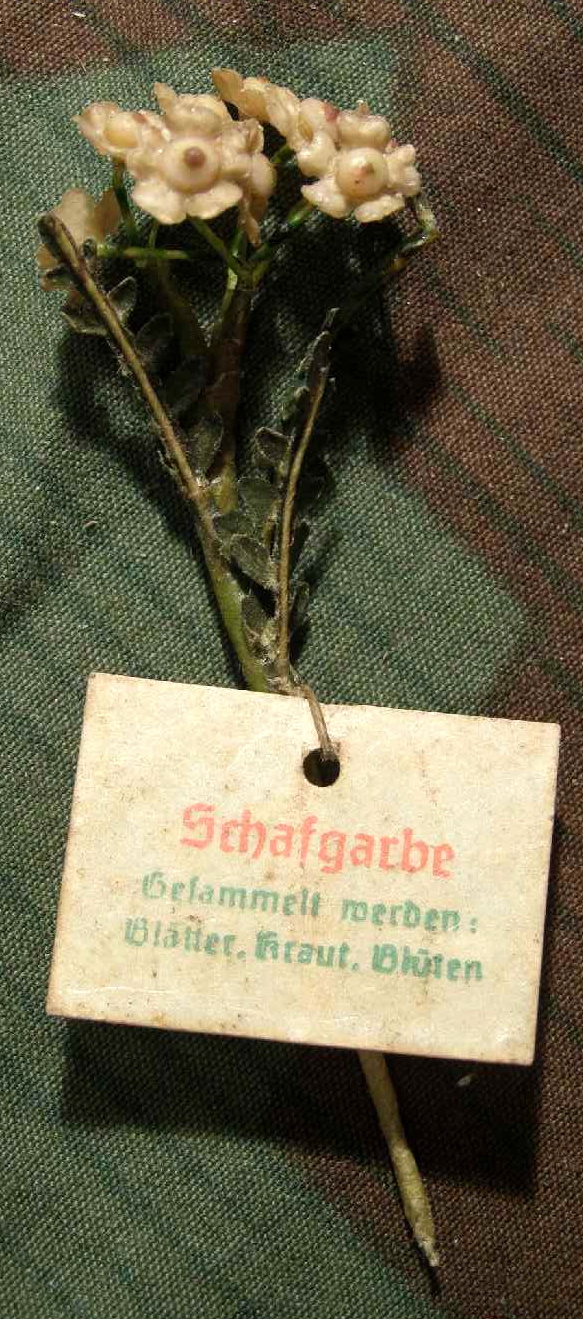 Schafgarbe
Gesammelt werden:
Blätter, Kraut, Blüten